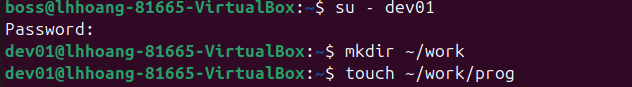 boss@lhhoang-81665-VirtualBox:~$ su - dev01
Password:
dev01@lhhoang-81665-VirtualBox:~$ mkdir ~/work
dev01@lhhoang-81665-VirtualBox:~$ touch ~/work/prog